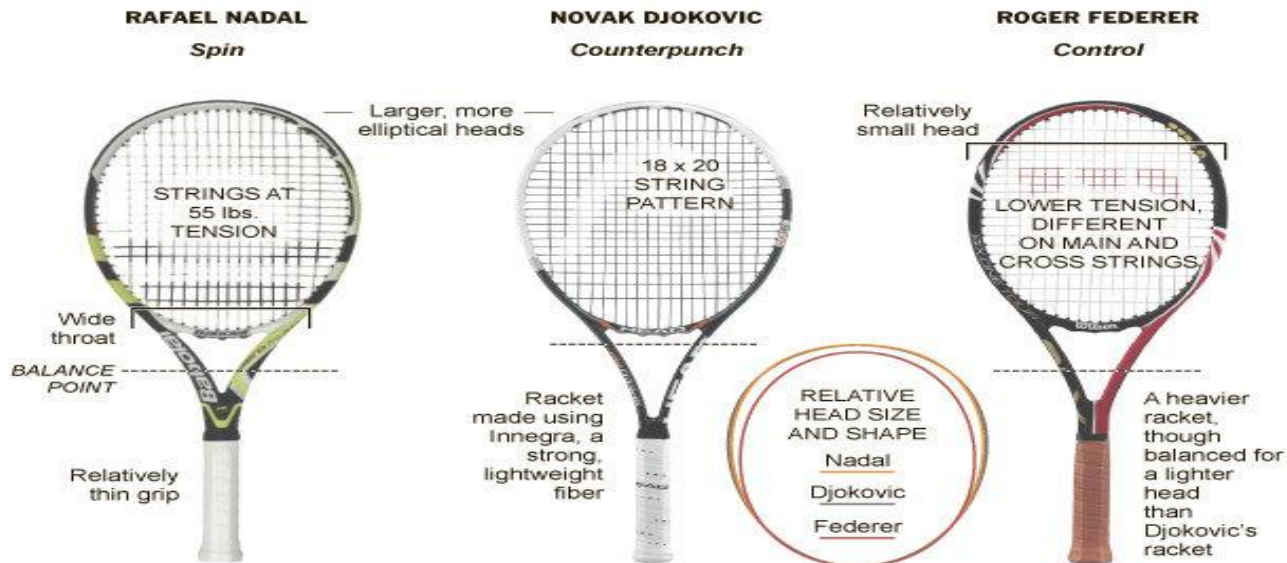 RAFAEL NADAL
Spin
NOVAK DJOKOVIC
Counterpunch
ROGER FEDERER
Control
Larger, more
elliptical heads
Relatively
small head
STRINGS AT
55 lbs.
TENSION
18 x 20
STRING
PATTERN
LOWER TENSION,
DIFFERENT
ON MAIN AND
CROSS STRINGS
Wide
throat
BALANCE
POINT
Relatively
thin grip
BABOLAT
Racket
made using
Innegra, a
strong,
lightweight
fiber
RELATIVE
HEAD SIZE
AND SHAPE
Nadal
Djokovic
Federer
Wilson
A heavier
racket,
though
balanced for
a lighter
head
than
Djokovic's
racket